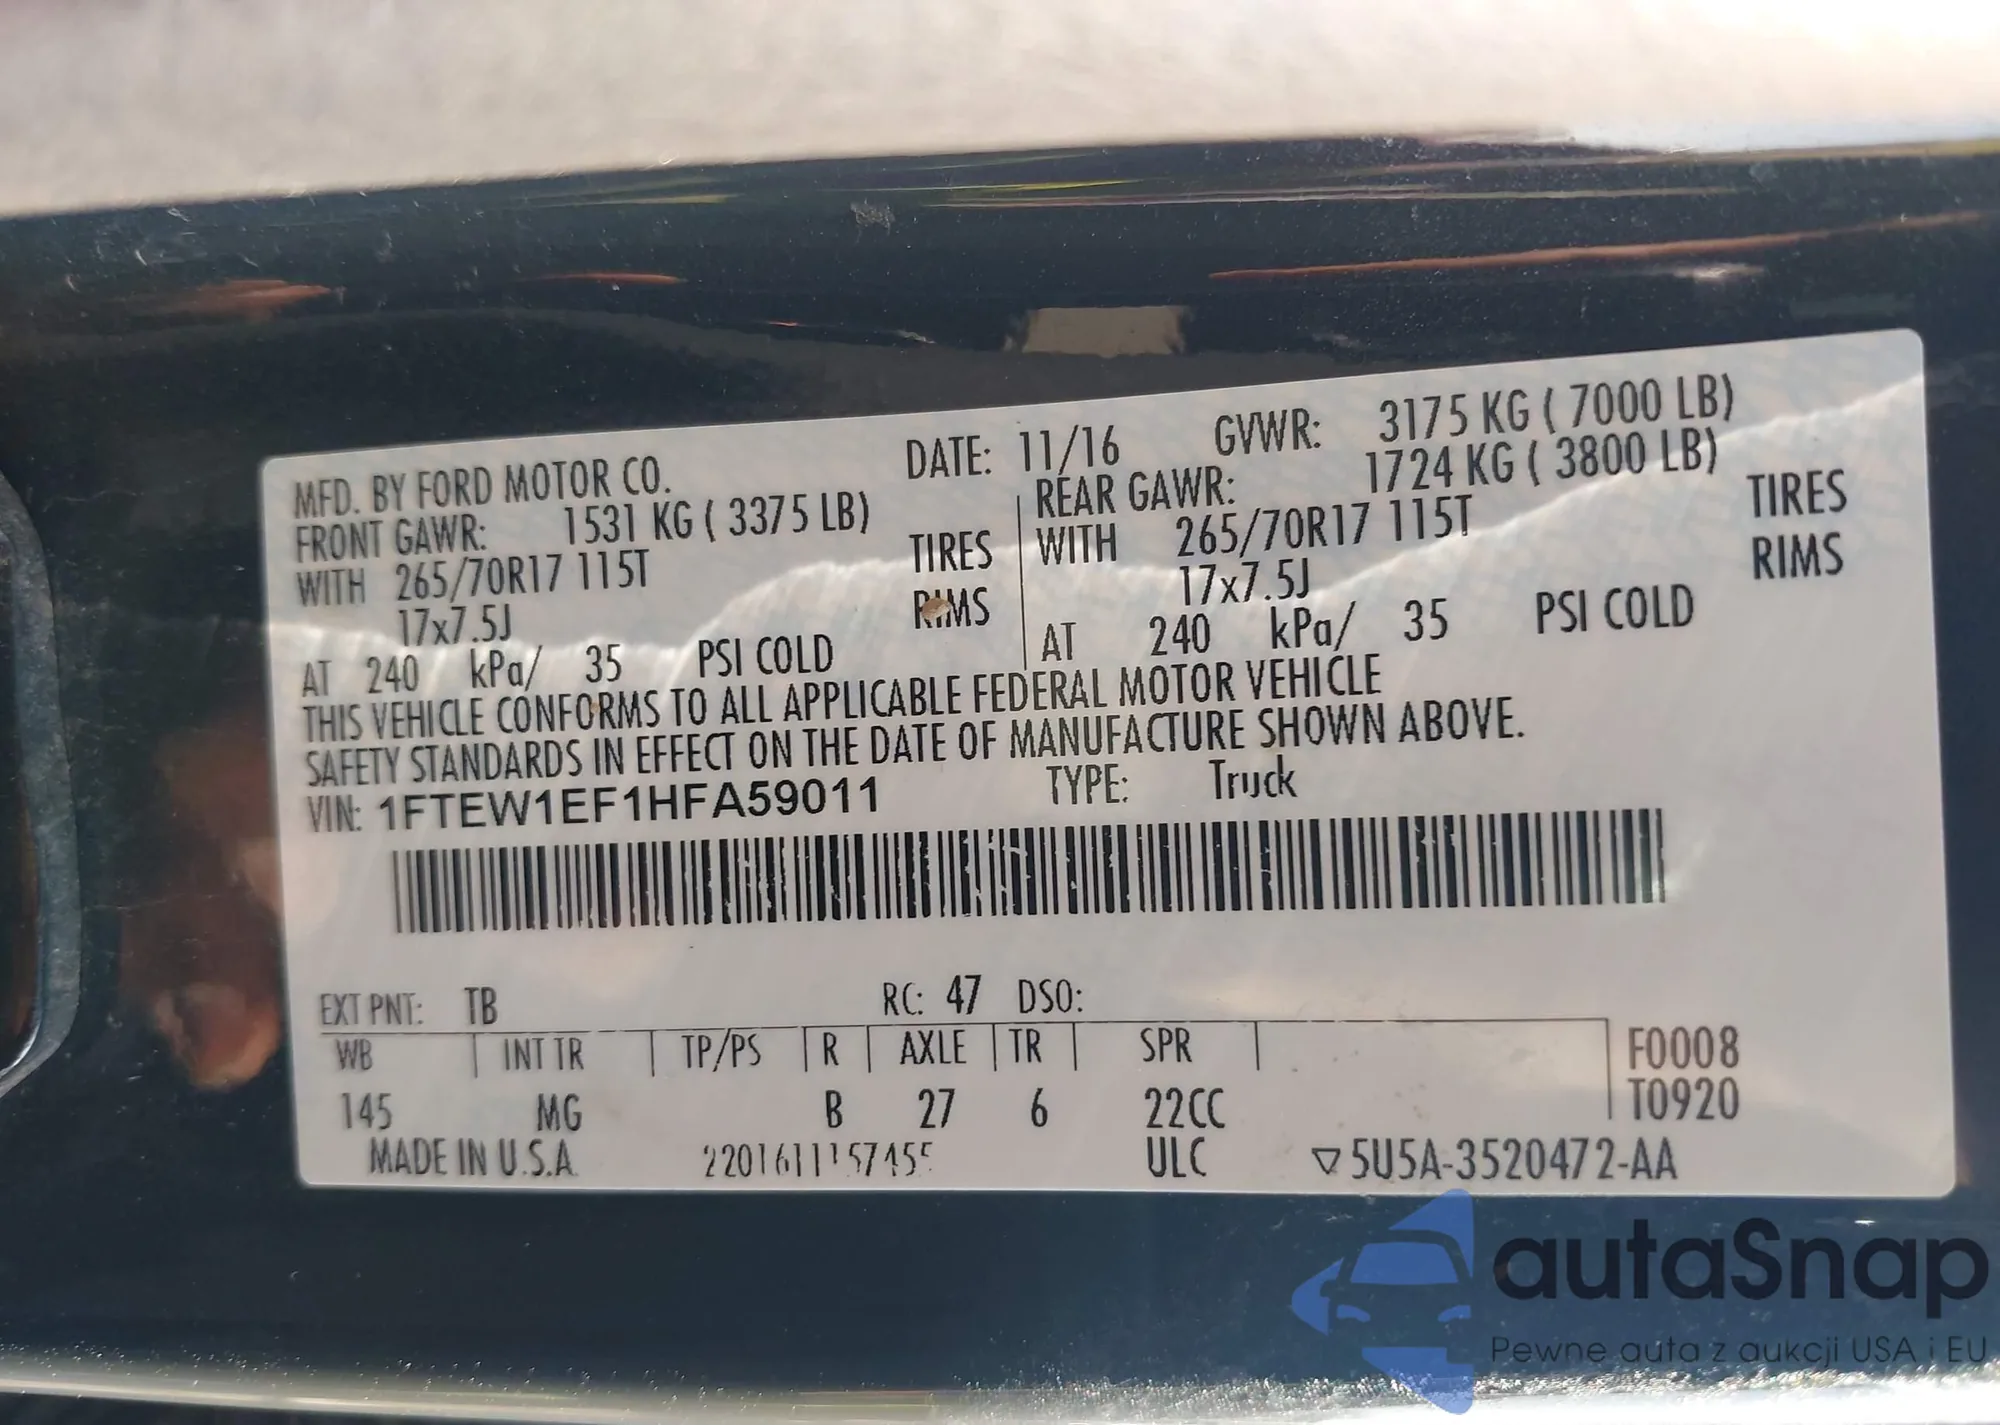 MFD. BY FORD MOTOR CO. DATE: 11/16 GVWR: 3175 KG ( 7000 LB)
FRONT GAWR: 1531 KG ( 3375 LB) REAR GAWR: 1724 KG ( 3800 LB)
WITH 265/70R17 115T TIRES WITH 265/70R17 115T TIRES
17x7.5J RIMS 17x7.5J RIMS
AT 240 kPa/ 35 PSI COLD AT 240 kPa/ 35 PSI COLD
THIS VEHICLE CONFORMS TO ALL APPLICABLE FEDERAL MOTOR VEHICLE
SAFETY STANDARDS IN EFFECT ON THE DATE OF MANUFACTURE SHOWN ABOVE.
VIN: 1FTEW1EF1HFA59011 TYPE: Truck
EXT PNT: TB RC: 47 DSO:
WB INT TR TP/PS R AXLE TR SPR F0008
145 MG B 27 6 22CC T0920
MADE IN U.S.A. ULC ▽5U5A-3520472-AA
autaSnap
Pewne auta z aukcji USA i EU